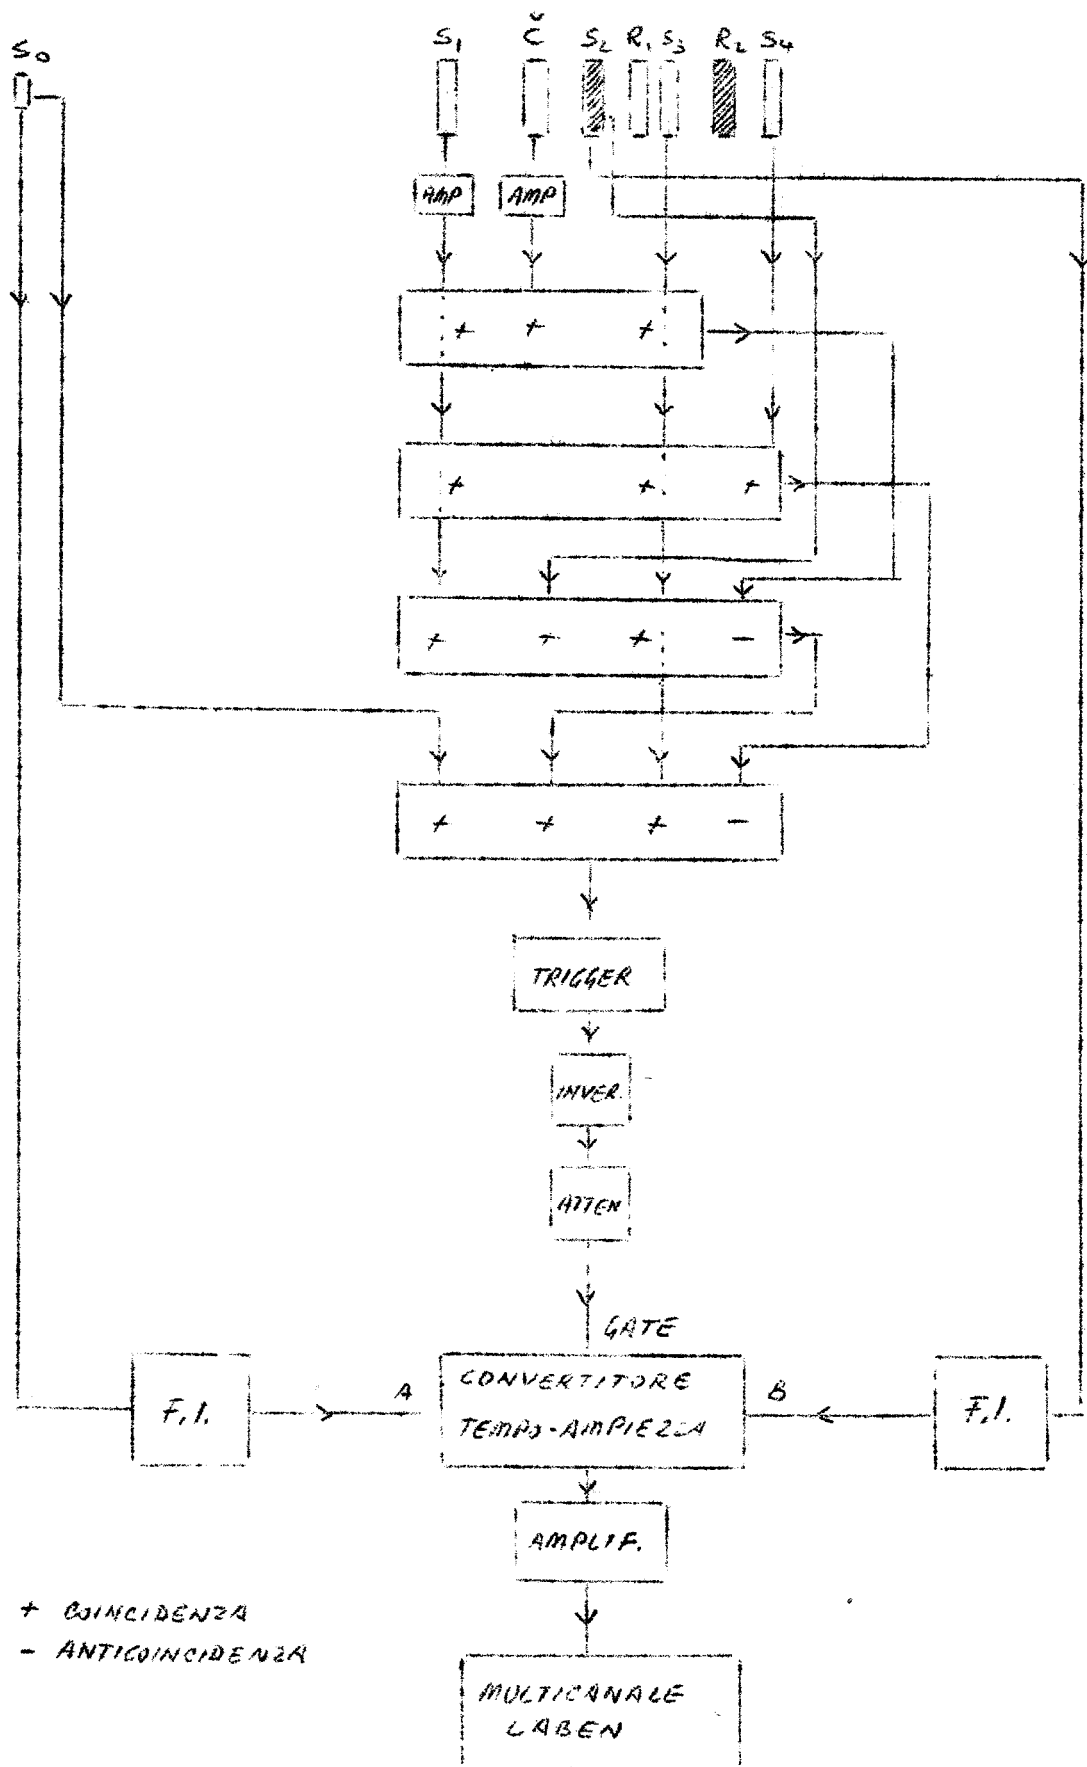 S₀
S₁ Č S₂ R₁ S₃ R₂ S₄
AMP AMP
+ + +
+ + +
+ + + -
+ + + -
TRIGGER
INVER.
ATTEN
GATE
F.I. A CONVERTITORE B F.I.
TEMPO-AMPIEZZA
AMPLIF.
+ COINCIDENZA
- ANTICOINCIDENZA
MULTICANALE
LABEN